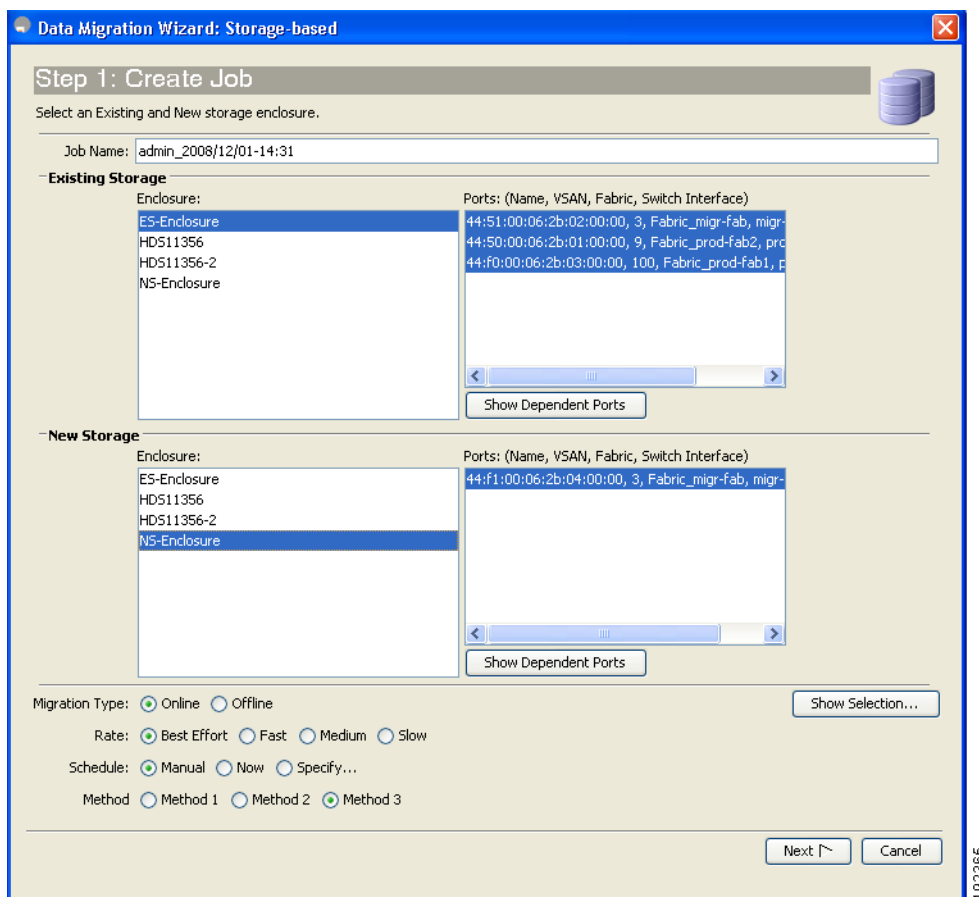 Data Migration Wizard: Storage-based
Step 1: Create Job
Select an Existing and New storage enclosure.
Job Name: admin_2008/12/01-14:31
Existing Storage
Enclosure:
ES-Enclosure
HDS11356
HDS11356-2
NS-Enclosure
Ports: (Name, VSAN, Fabric, Switch Interface)
44:51:00:06:2b:02:00:00, 3, Fabric_migr-fab, migr-
44:50:00:06:2b:01:00:00, 9, Fabric_prod-fab2, pro
44:f0:00:06:2b:03:00:00, 100, Fabric_prod-fab1, p
Show Dependent Ports
New Storage
Enclosure:
ES-Enclosure
HDS11356
HDS11356-2
NS-Enclosure
Ports: (Name, VSAN, Fabric, Switch Interface)
44:f1:00:06:2b:04:00:00, 3, Fabric_migr-fab, migr-
Show Dependent Ports
Migration Type: Online Offline
Show Selection...
Rate: Best Effort Fast Medium Slow
Schedule: Manual Now Specify...
Method Method 1 Method 2 Method 3
Next Cancel